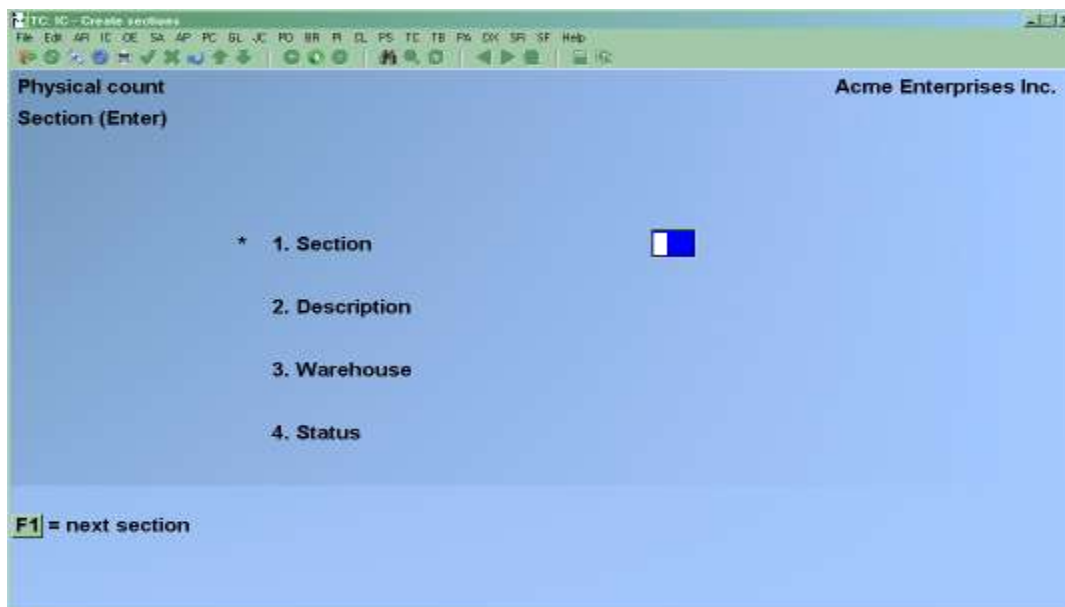 TC: IC - Create sections
File Edit AR IC OE SA AP PC GL JC PO BR PI CL PS TC TB PA DX SR SF Help
Physical count Acme Enterprises Inc.
Section (Enter)
* 1. Section
2. Description
3. Warehouse
4. Status
F1 = next section